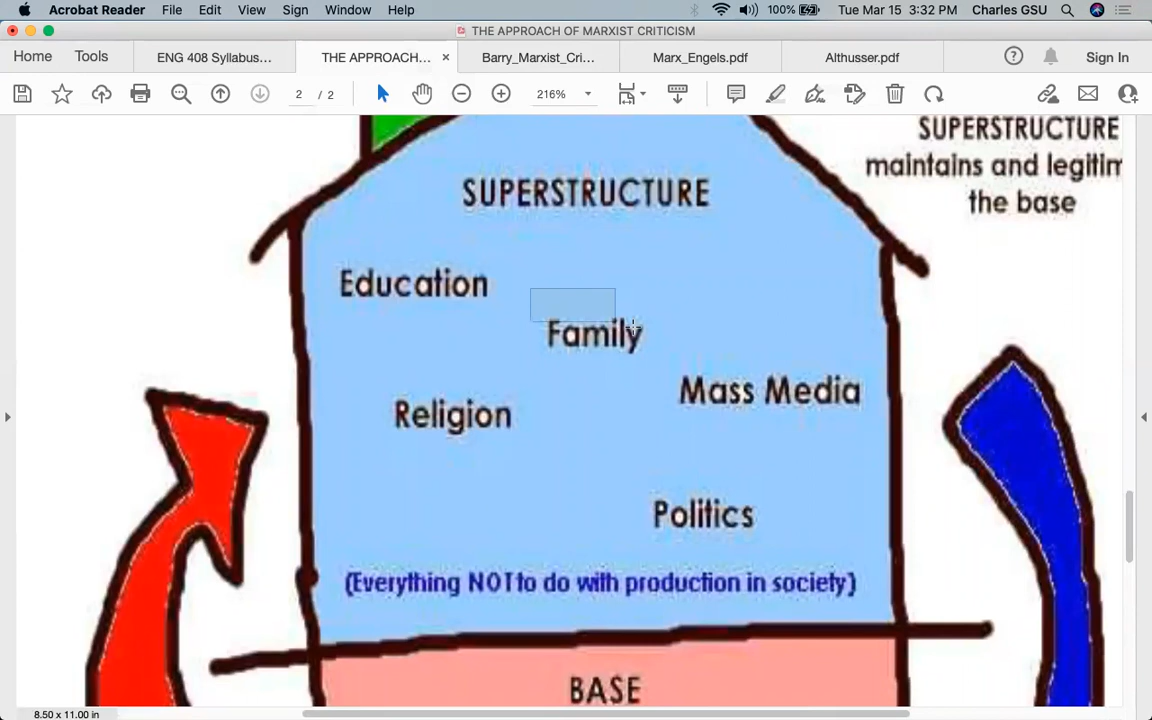 Acrobat Reader File Edit View Sign Window Help 100% Tue Mar 15 3:32 PM Charles GSU
THE APPROACH OF MARXIST CRITICISM
Home Tools ENG 408 Syllabus... THE APPROACH... × Barry_Marxist_Cri... Marx_Engels.pdf Althusser.pdf Sign In
2 / 2 216%
SUPERSTRUCTURE
maintains and legitim
the base
SUPERSTRUCTURE
Education
Family
Mass Media
Religion
Politics
(Everything NOT to do with production in society)
BASE
8.50 x 11.00 in